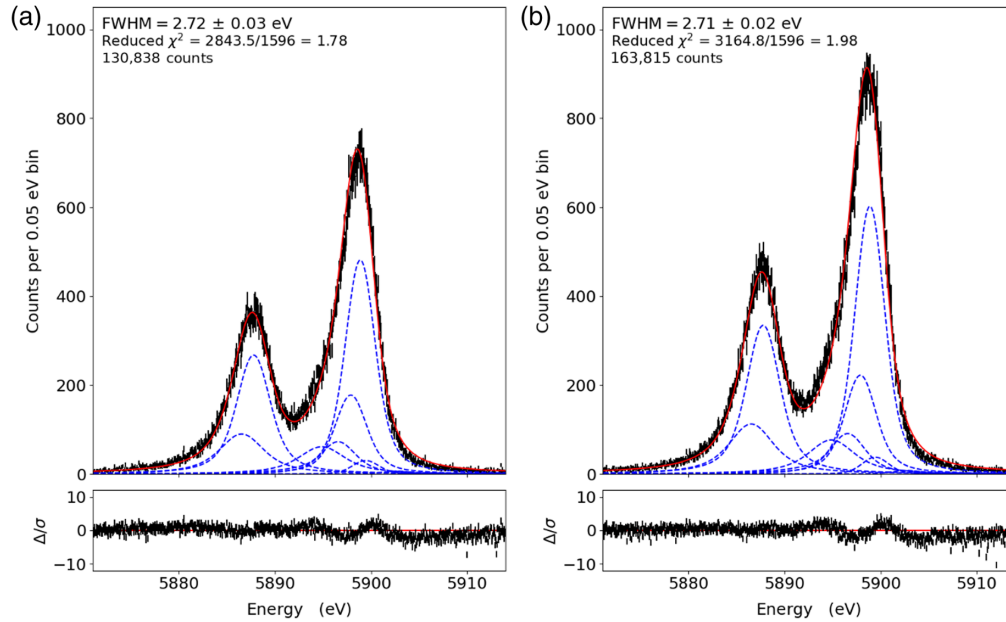 (a)
FWHM = 2.72 ± 0.03 eV
Reduced χ² = 2843.5/1596 = 1.78
130,838 counts
Counts per 0.05 eV bin
1000
800
600
400
200
0
Δ/σ
10
0
−10
5880 5890 5900 5910
Energy (eV)
(b)
FWHM = 2.71 ± 0.02 eV
Reduced χ² = 3164.8/1596 = 1.98
163,815 counts
Counts per 0.05 eV bin
1000
800
600
400
200
0
Δ/σ
10
0
−10
5880 5890 5900 5910
Energy (eV)